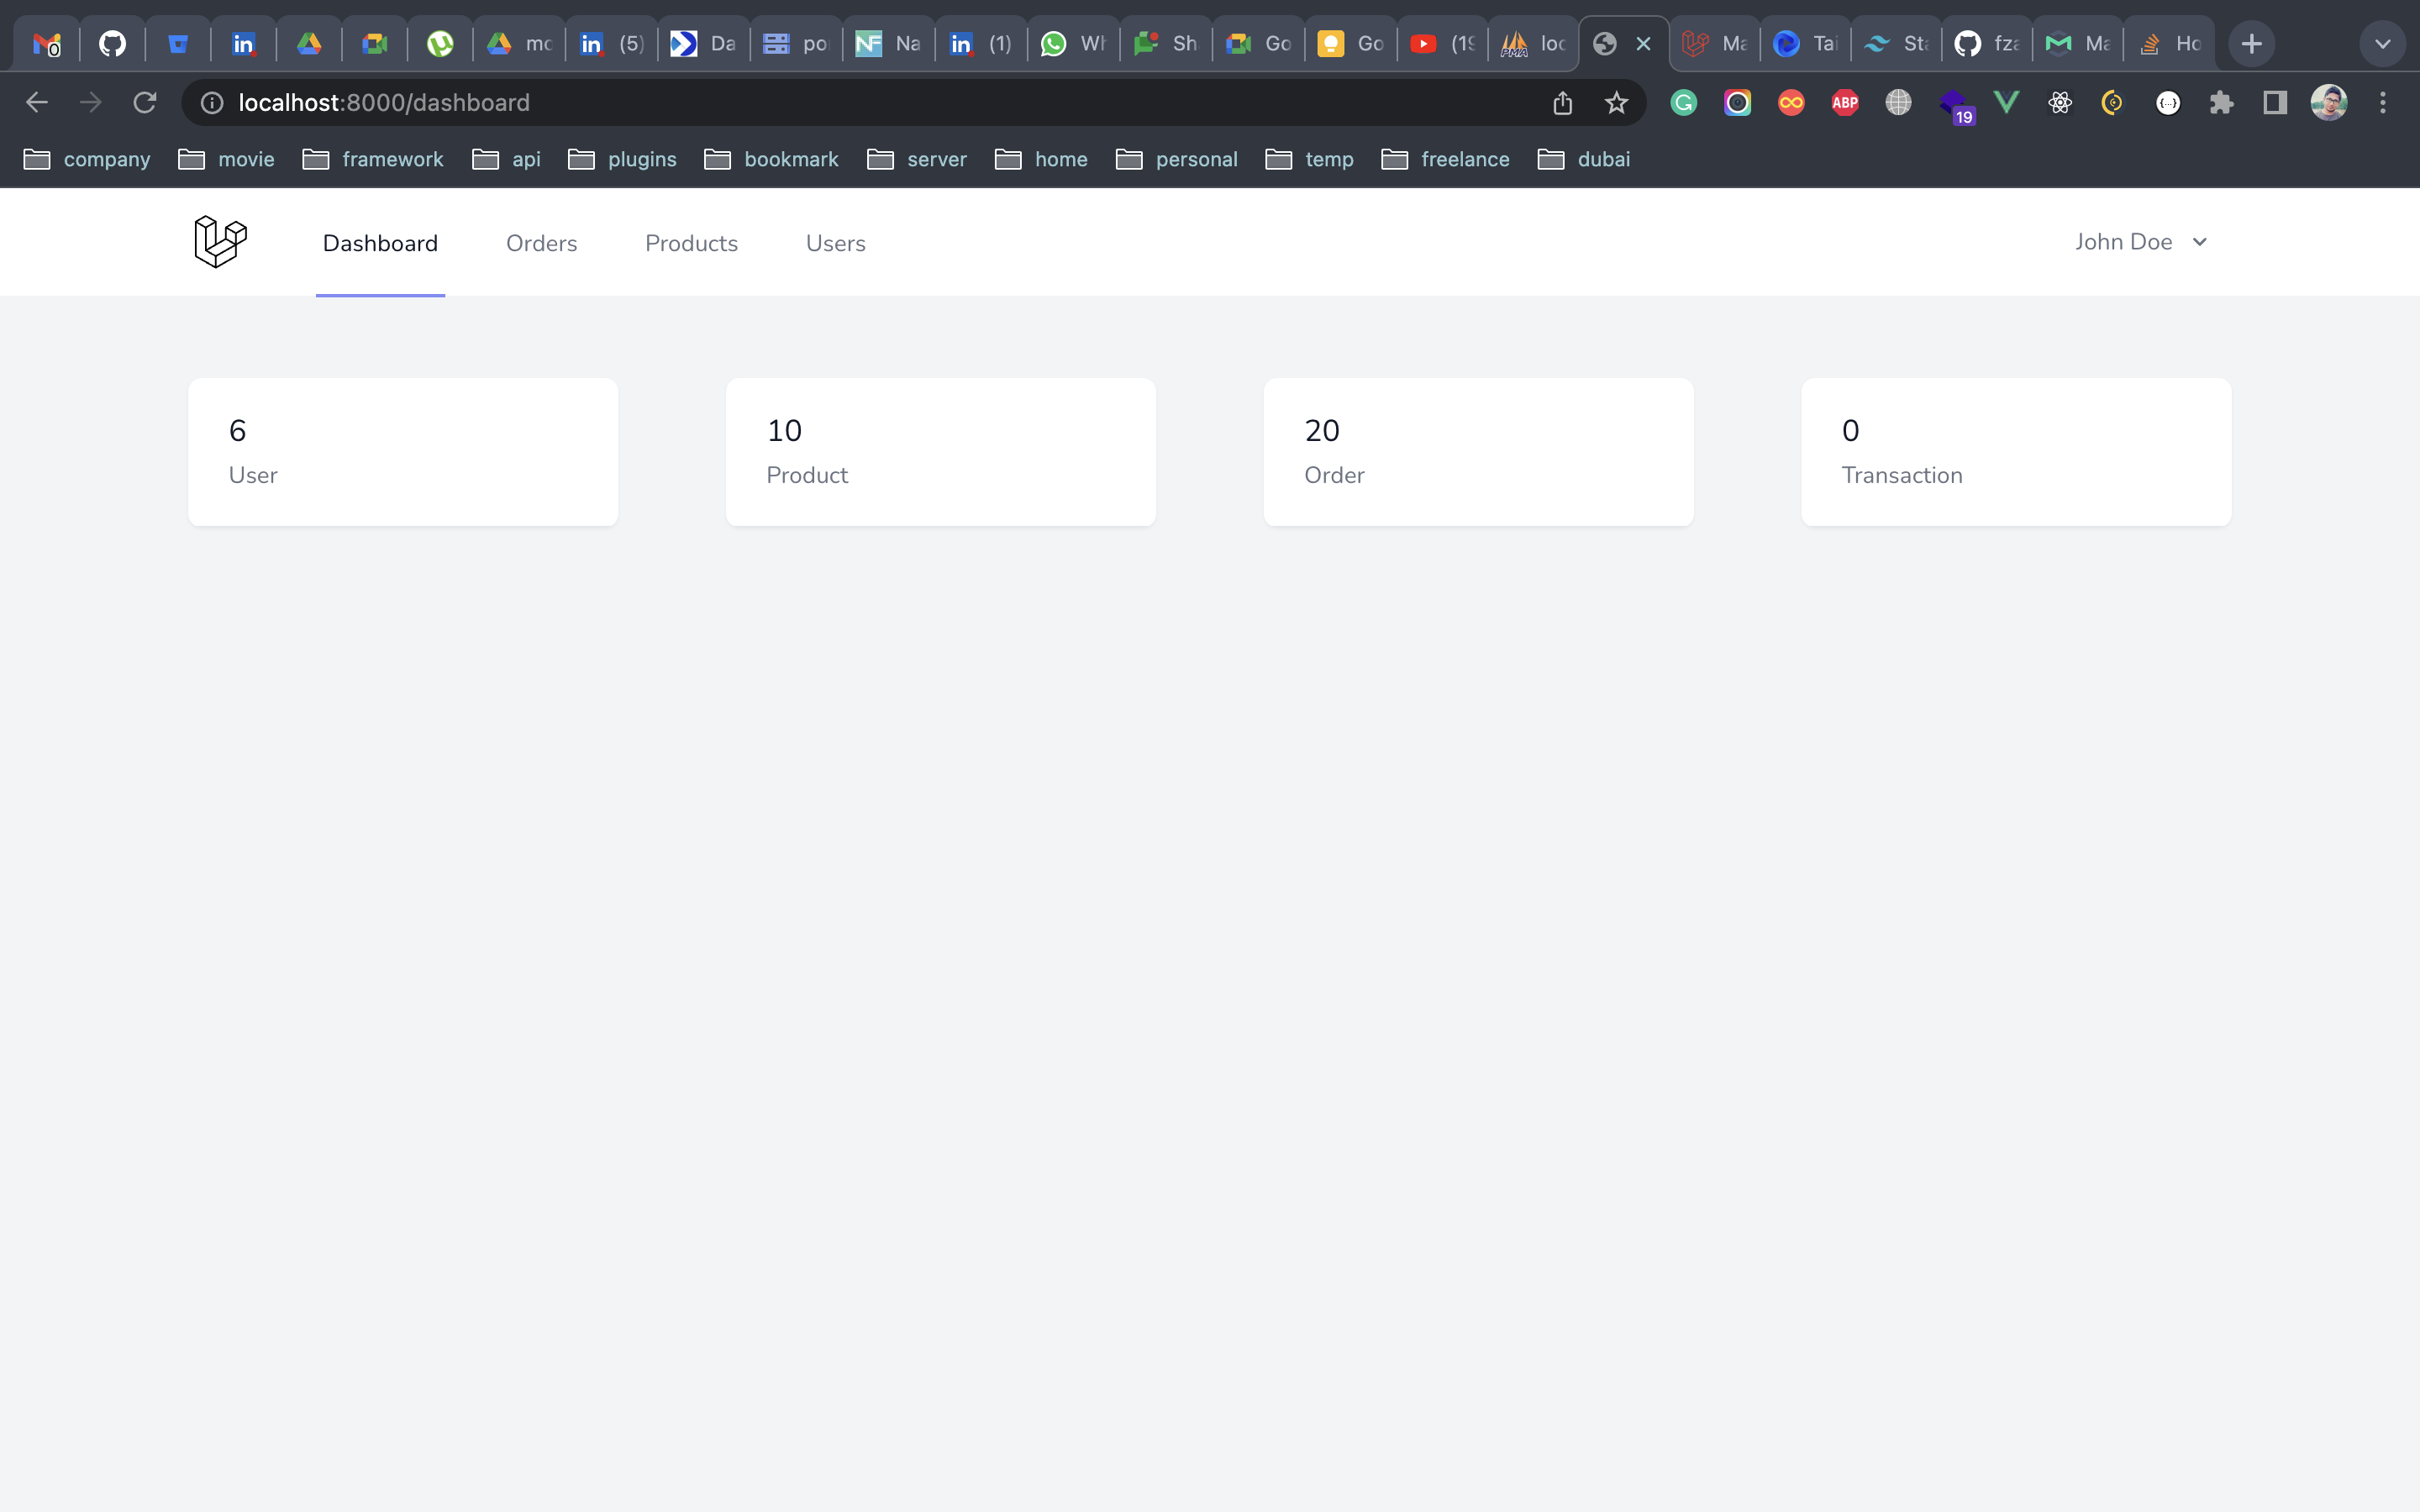 0 mo (5) Da po Na (1) Wh Sh Go Go (19 loc Ma Tai Sta fza Ma Ho
localhost:8000/dashboard ABP 19
company movie framework api plugins bookmark server home personal temp freelance dubai
Dashboard Orders Products Users John Doe
6 10 20 0
User Product Order Transaction